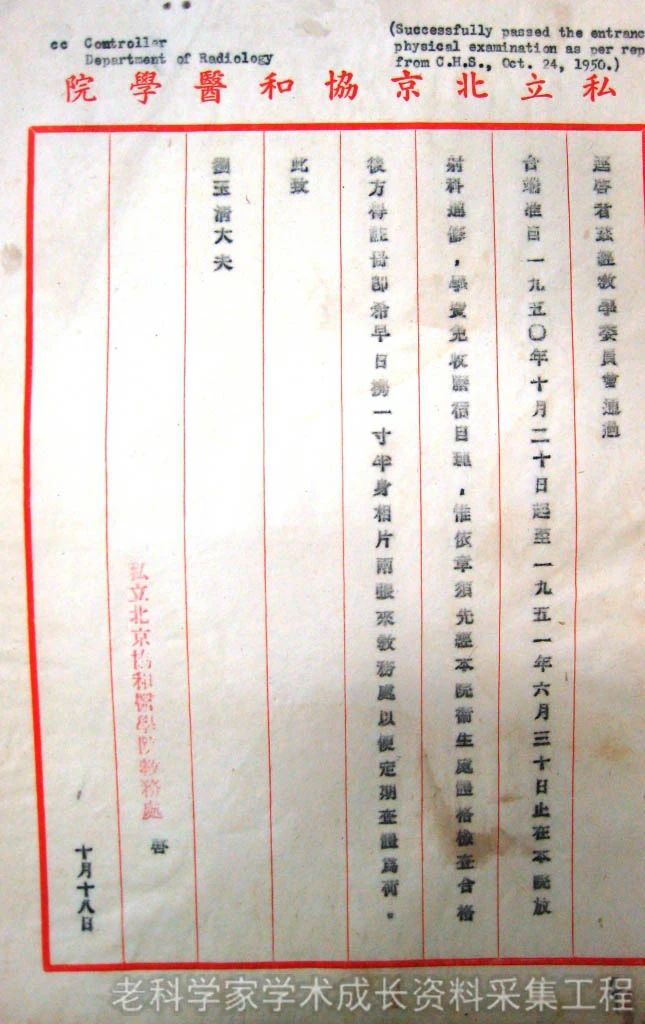 cc Controller
Department of Radiology
(Successfully passed the entranc
physical examination as per rep
from C.H.S., Oct. 24, 1950.)
私立北京協和醫學院
逕啓者茲經教學委員會通過
台端准自一九五〇年十月二十日起至一九五一年六月三十日止在本院放
射科進修，學費免收膳宿自理，惟依章須先經本院衛生處體格檢查合格
後方得註冊即希早日携一寸半身相片兩張來教務處以便定期查體爲荷。
此致
劉玉清大夫
私立北京協和醫學院教務處 啓
十月十八日
老科学家学术成长资料采集工程